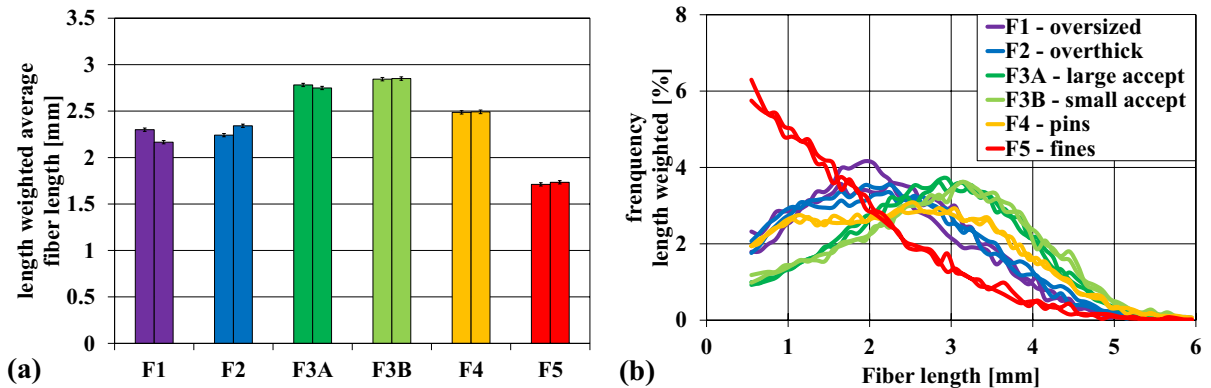 length weighted average
fiber length [mm]
3.5
3
2.5
2
1.5
1
0.5
0
F1 F2 F3A F3B F4 F5
(a)
frenquency
length weighted [%]
8
6
4
2
0
0 1 2 3 4 5 6
Fiber length [mm]
(b)
F1 - oversized
F2 - overthick
F3A - large accept
F3B - small accept
F4 - pins
F5 - fines